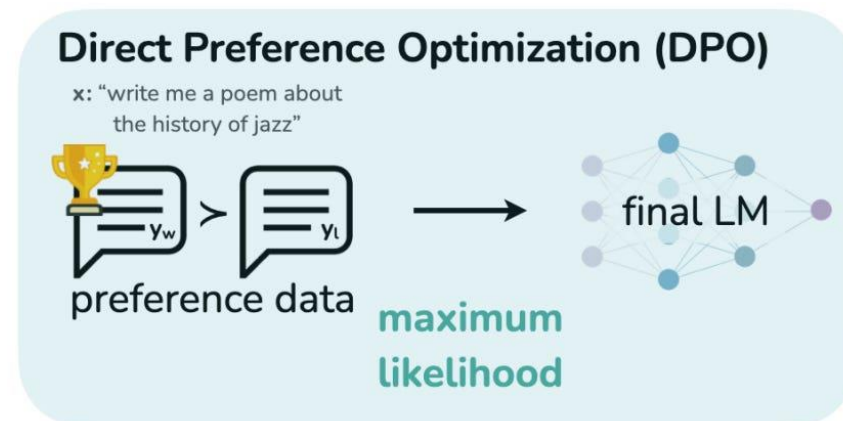 Direct Preference Optimization (DPO)
x: “write me a poem about
the history of jazz”
yw
≻
yl
final LM
preference data
maximum
likelihood